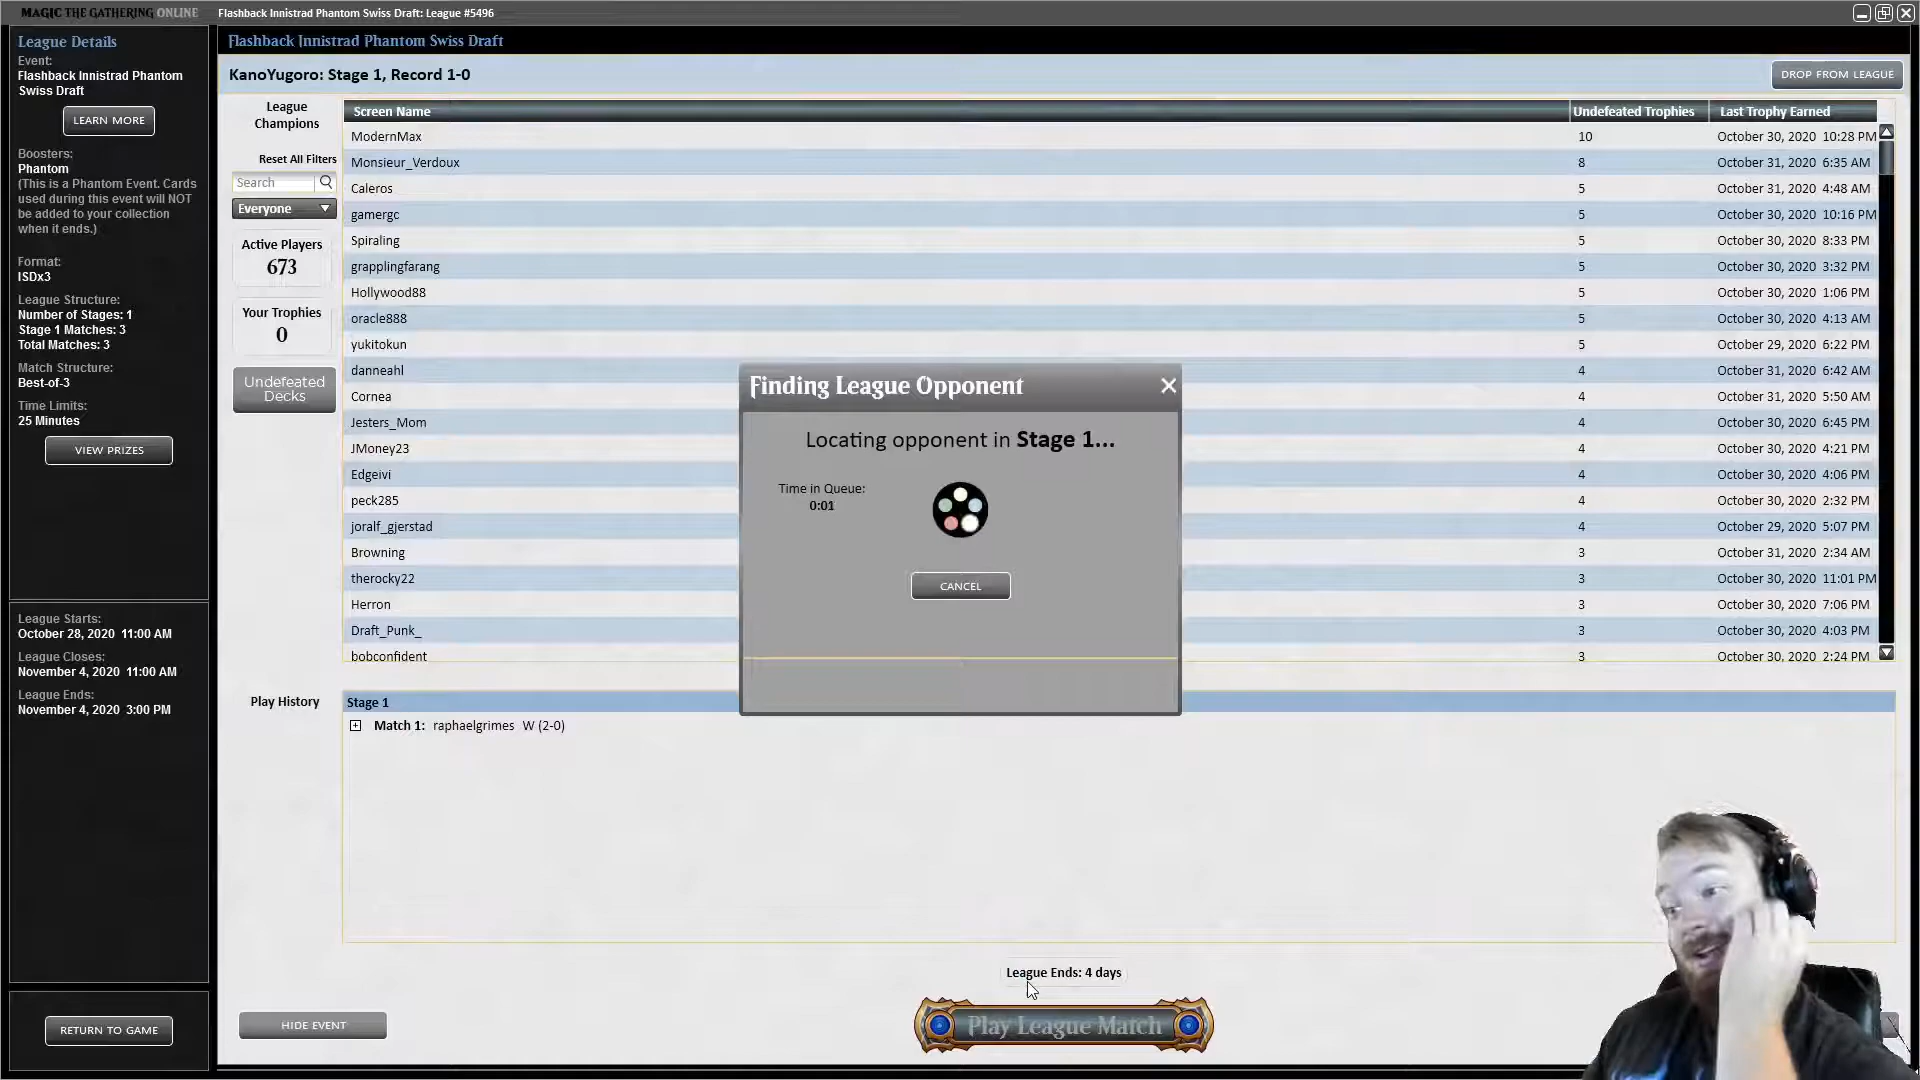 MAGIC THE GATHERING ONLINE
Flashback Innistrad Phantom Swiss Draft: League #5496
League Details
Event:
Flashback Innistrad Phantom
Swiss Draft
LEARN MORE
Boosters:
Phantom
(This is a Phantom Event. Cards
used during this event will NOT
be added to your collection
when it ends.)
Format:
ISDx3
League Structure:
Number of Stages: 1
Stage 1 Matches: 3
Total Matches: 3
Match Structure:
Best-of-3
Time Limits:
25 Minutes
VIEW PRIZES
League Starts:
October 28, 2020 11:00 AM
League Closes:
November 4, 2020 11:00 AM
League Ends:
November 4, 2020 3:00 PM
RETURN TO GAME
Flashback Innistrad Phantom Swiss Draft
KanoYugoro: Stage 1, Record 1-0
DROP FROM LEAGUE
League
Champions
Reset All Filters
Search
Everyone
Active Players
673
Your Trophies
0
Undefeated
Decks
Screen Name Undefeated Trophies Last Trophy Earned
ModernMax 10 October 30, 2020 10:28 PM
Monsieur_Verdoux 8 October 31, 2020 6:35 AM
Caleros 5 October 31, 2020 4:48 AM
gamergc 5 October 30, 2020 10:16 PM
Spiraling 5 October 30, 2020 8:33 PM
grapplingfarang 5 October 30, 2020 3:32 PM
Hollywood88 5 October 30, 2020 1:06 PM
oracle888 5 October 30, 2020 4:13 AM
yukitokun 5 October 29, 2020 6:22 PM
danneahl 4 October 31, 2020 6:42 AM
Cornea 4 October 31, 2020 5:50 AM
Jesters_Mom 4 October 30, 2020 6:45 PM
JMoney23 4 October 30, 2020 4:21 PM
Edgeivi 4 October 30, 2020 4:06 PM
peck285 4 October 30, 2020 2:32 PM
joralf_gjerstad 4 October 29, 2020 5:07 PM
Browning 3 October 31, 2020 2:34 AM
therocky22 3 October 30, 2020 11:01 PM
Herron 3 October 30, 2020 7:06 PM
Draft_Punk_ 3 October 30, 2020 4:03 PM
bobconfident 3 October 30, 2020 2:24 PM
Finding League Opponent
Locating opponent in Stage 1...
Time in Queue:
0:01
CANCEL
Play History
Stage 1
Match 1: raphaelgrimes W (2-0)
League Ends: 4 days
HIDE EVENT
Play League Match